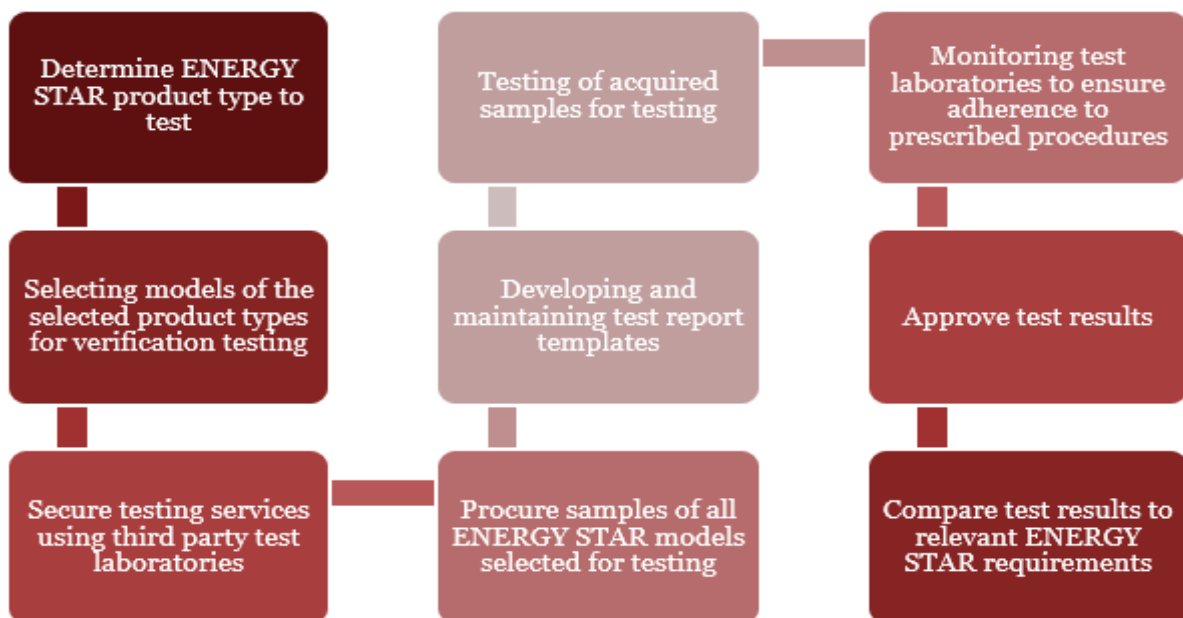 Determine ENERGY
STAR product type to
test
Selecting models of the
selected product types
for verification testing
Secure testing services
using third party test
laboratories
Procure samples of all
ENERGY STAR models
selected for testing
Developing and
maintaining test report
templates
Testing of acquired
samples for testing
Monitoring test
laboratories to ensure
adherence to
prescribed procedures
Approve test results
Compare test results to
relevant ENERGY
STAR requirements